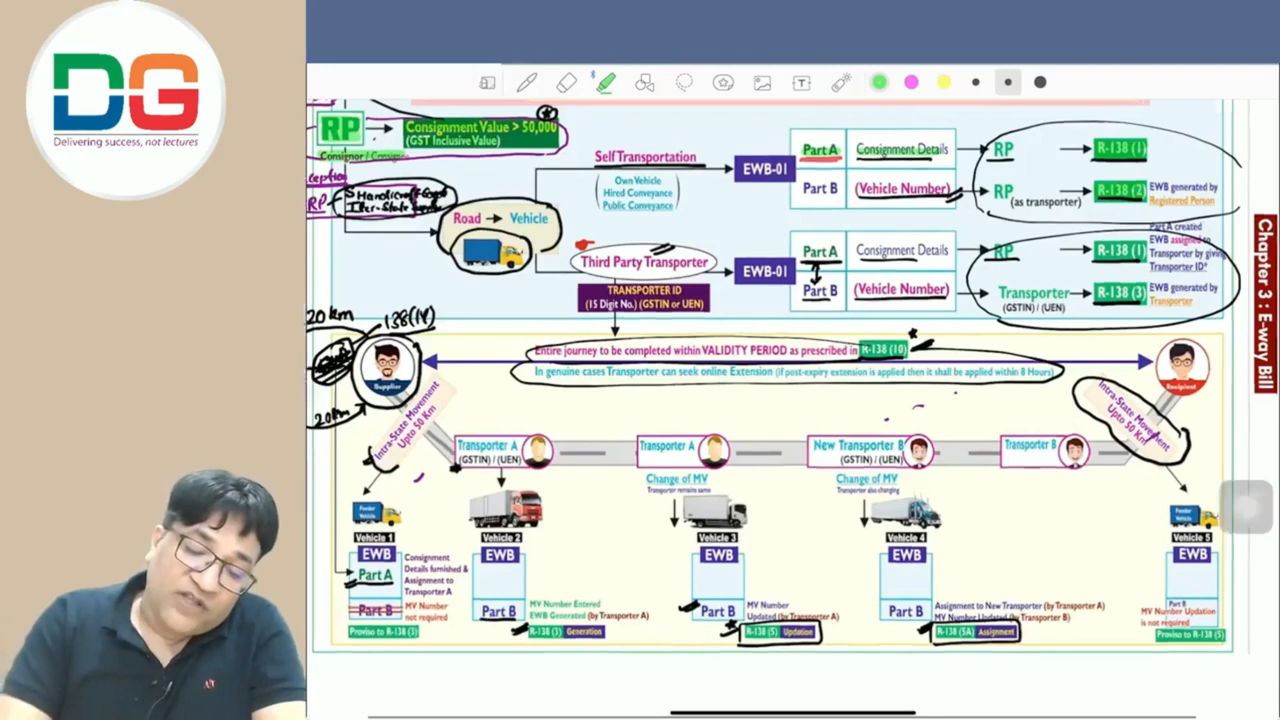 DG
Delivering success, not lectures
RP
Consignment Value > 50,000
(GST Inclusive Value)
Consignor / Consignee
ception
RP
Self Transportation
(Own Vehicle
Hired Conveyance
Public Conveyance)
EWB-01
Part A
Consignment Details
RP
R-138 (1)
Part B
(Vehicle Number)
RP
(as transporter)
R-138 (2)
EWB generated by
Registered Person
Road → Vehicle
Third Party Transporter
TRANSPORTER ID
(15 Digit No.) (GSTIN or UEN)
EWB-01
Part A
Consignment Details
RP
R-138 (1)
Part A created
EWB assigned to
Transporter by giving
Transporter ID*
Part B
(Vehicle Number)
Transporter
(GSTIN) / (UEN)
R-138 (3)
EWB generated by
Transporter
Chapter 3 : E-way Bill
20 km
138(14)
20 km
Supplier
Entire journey to be completed within VALIDITY PERIOD as prescribed in R-138 (10)
In genuine cases Transporter can seek online Extension (if post-expiry extension is applied then it shall be applied within 8 Hours)
Recipient
Intra-State Movement
Upto 50 Km
Intra-State Movement
Upto 50 Km
Transporter A
(GSTIN) / (UEN)
Transporter A
New Transporter B
(GSTIN) / (UEN)
Transporter B
Change of MV
Transporter remains same
Change of MV
Transporter also changing
Feeder
Vehicle
Feeder
Vehicle
Vehicle 1
Vehicle 2
Vehicle 3
Vehicle 4
Vehicle 5
EWB
Part A
Consignment
Details furnished &
Assignment to
Transporter A
Part B
MV Number
not required
Proviso to R-138 (3)
EWB
Part B
MV Number Entered
EWB Generated (by Transporter A)
R-138 (3) Generation
EWB
Part B
MV Number
Updated (by Transporter A)
R-138 (5) Updation
EWB
Part B
Assignment to New Transporter (by Transporter A)
MV Number Updated (by Transporter B)
R-138 (5A) Assignment
EWB
Part B
MV Number Updation
is not required
Proviso to R-138 (5)